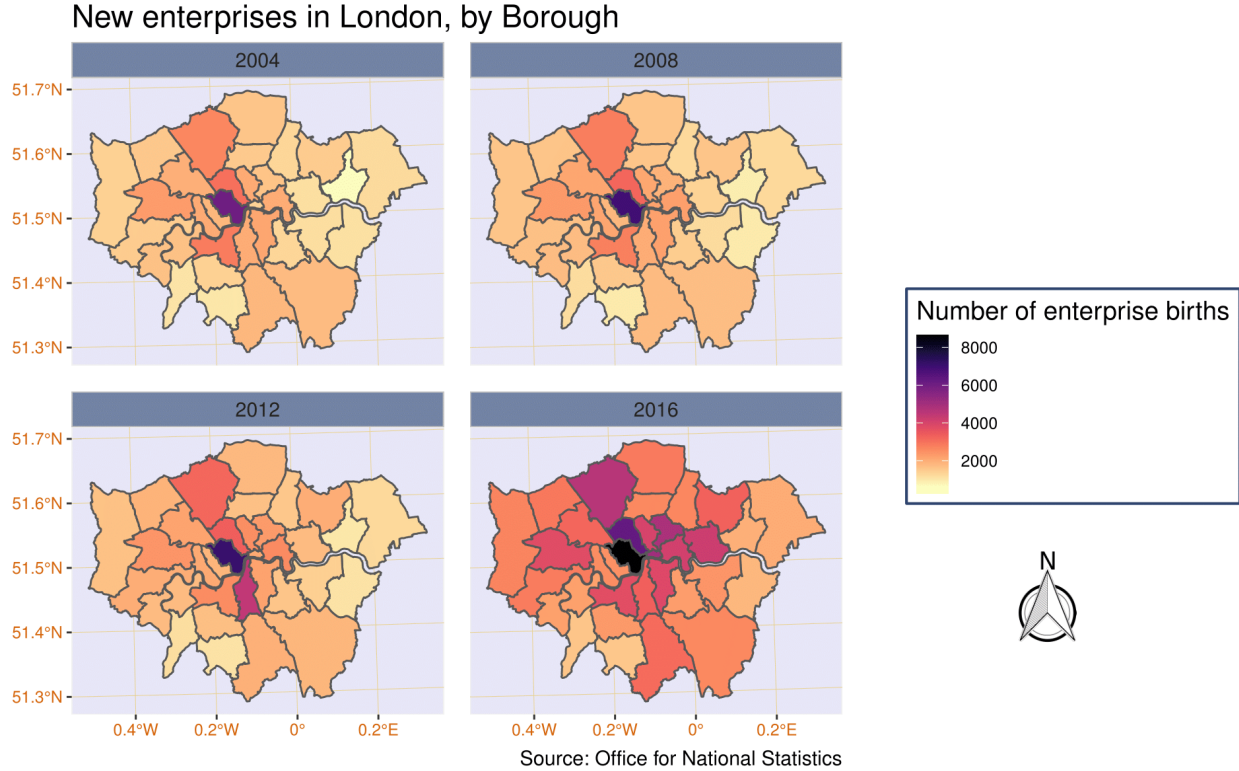 New enterprises in London, by Borough
2004
2008
51.7°N
51.6°N
51.5°N
51.4°N
51.3°N
Number of enterprise births
8000
6000
4000
2000
2012
2016
51.7°N
51.6°N
51.5°N
51.4°N
51.3°N
N
0.4°W 0.2°W 0° 0.2°E
0.4°W 0.2°W 0° 0.2°E
Source: Office for National Statistics